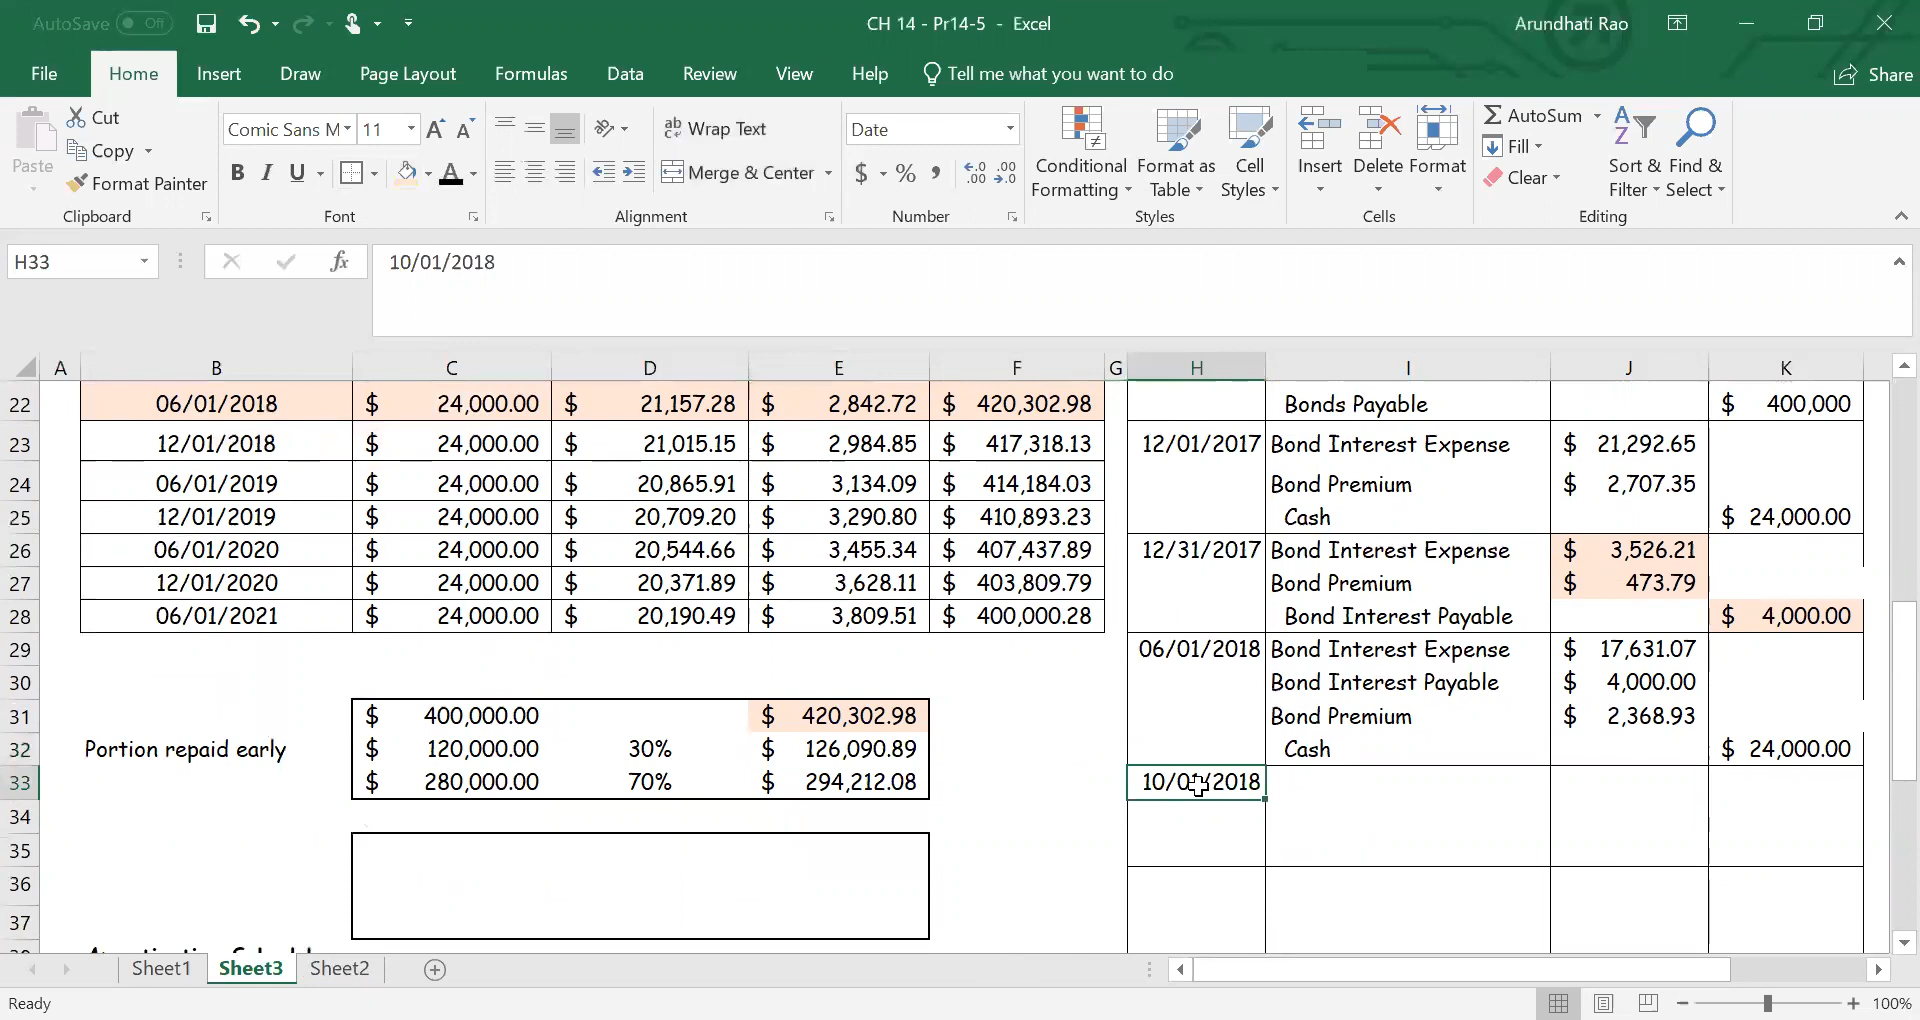 AutoSave Off
CH 14 - Pr14-5 - Excel
Arundhati Rao
File Home Insert Draw Page Layout Formulas Data Review View Help Tell me what you want to do Share
Paste
Cut
Copy
Format Painter
Clipboard
Comic Sans M 11
B I U
Font
Wrap Text
Merge & Center
Alignment
Date
$ % ,
Number
Conditional Formatting
Format as Table
Cell Styles
Styles
Insert Delete Format
Cells
AutoSum
Fill
Clear
Sort & Filter
Find & Select
Editing
H33 fx 10/01/2018
A B C D E F G H I J K
22 06/01/2018 $ 24,000.00 $ 21,157.28 $ 2,842.72 $ 420,302.98 Bonds Payable $ 400,000
23 12/01/2018 $ 24,000.00 $ 21,015.15 $ 2,984.85 $ 417,318.13 12/01/2017 Bond Interest Expense $ 21,292.65
24 06/01/2019 $ 24,000.00 $ 20,865.91 $ 3,134.09 $ 414,184.03 Bond Premium $ 2,707.35
25 12/01/2019 $ 24,000.00 $ 20,709.20 $ 3,290.80 $ 410,893.23 Cash $ 24,000.00
26 06/01/2020 $ 24,000.00 $ 20,544.66 $ 3,455.34 $ 407,437.89 12/31/2017 Bond Interest Expense $ 3,526.21
27 12/01/2020 $ 24,000.00 $ 20,371.89 $ 3,628.11 $ 403,809.79 Bond Premium $ 473.79
28 06/01/2021 $ 24,000.00 $ 20,190.49 $ 3,809.51 $ 400,000.28 Bond Interest Payable $ 4,000.00
29 06/01/2018 Bond Interest Expense $ 17,631.07
30 Bond Interest Payable $ 4,000.00
31 $ 400,000.00 $ 420,302.98 Bond Premium $ 2,368.93
32 Portion repaid early $ 120,000.00 30% $ 126,090.89 Cash $ 24,000.00
33 $ 280,000.00 70% $ 294,212.08 10/01/2018
34
35
36
37
Sheet1 Sheet3 Sheet2
Ready 100%